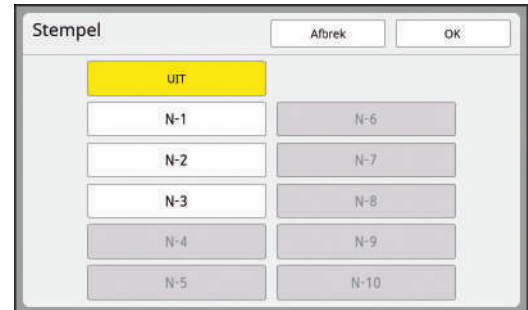 Stempel
Afbrek
OK
UIT
N-1
N-6
N-2
N-7
N-3
N-8
N-4
N-9
N-5
N-10